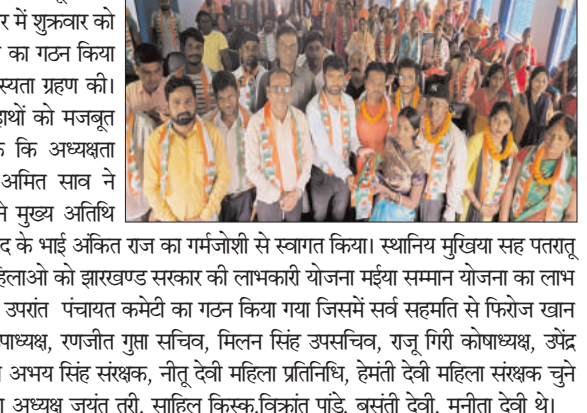 र में शुक्रवार को
का गठन किया
स्यता ग्रहण की।
हाथों को मजबूत
कि अध्यक्षता
अमित साव ने
मुख्य अतिथि
द के भाई अंकित राज का गर्मजोशी से स्वागत किया। स्थानिय मुखिया सह पतरातू
हिलाओ को झारखण्ड सरकार की लाभकारी योजना मईया सम्मान योजना का लाभ
उपरांत पंचायत कमेटी का गठन किया गया जिसमें सर्व सहमति से फिरोज खान
पाध्यक्ष, रणजीत गुप्ता सचिव, मिलन सिंह उपसचिव, राजू गिरी कोषाध्यक्ष, उपेंद्र
अभय सिंह संरक्षक, नीतू देवी महिला प्रतिनिधि, हेमंती देवी महिला संरक्षक चुने
अध्यक्ष जयंत तुरी, साहिल किस्कू,विक्रांत पांडे, बसंती देवी, मुनीता देवी थे।